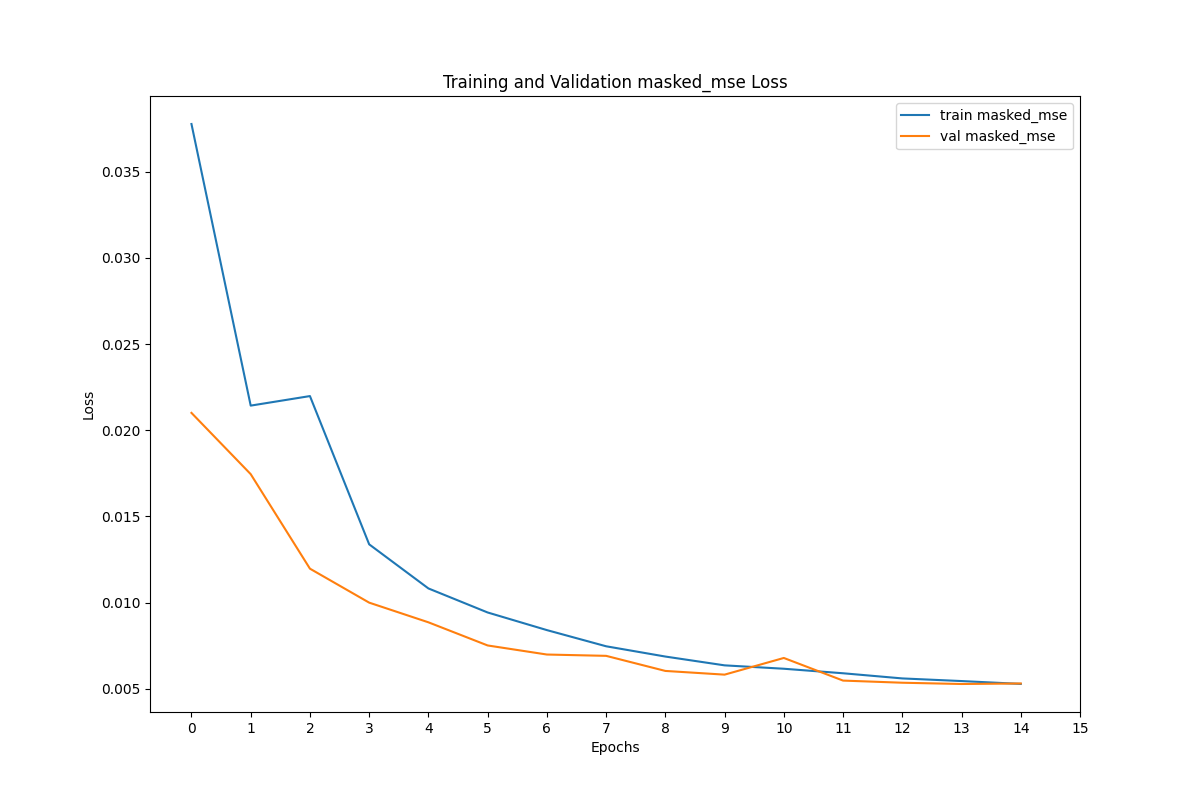 Training and Validation masked_mse Loss
train masked_mse
val masked_mse
0.035
0.030
0.025
0.020
0.015
0.010
0.005
Loss
0 1 2 3 4 5 6 7 8 9 10 11 12 13 14 15
Epochs